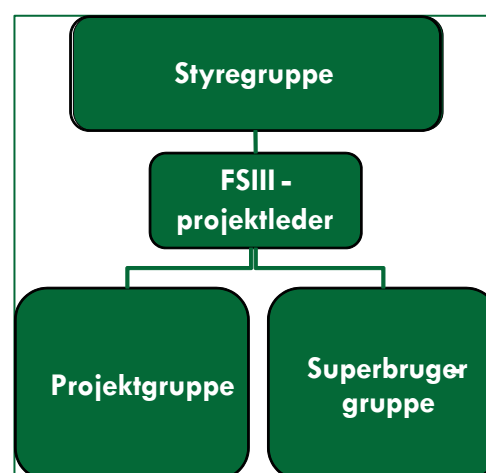 Styregruppe
FSIII -
projektleder
Projektgruppe
Superbruger-
gruppe